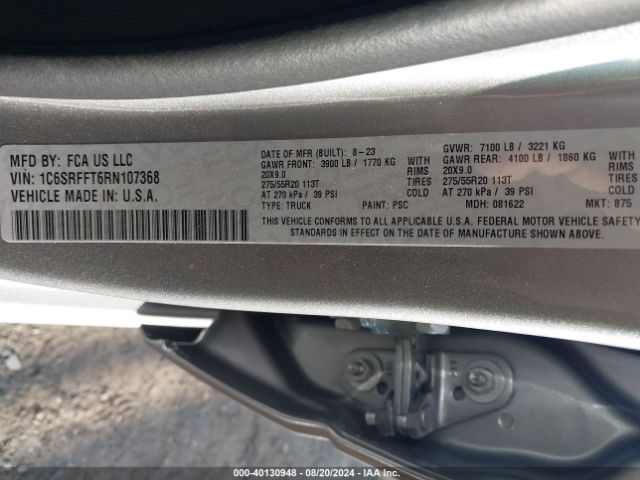 MFD BY: FCA US LLC
VIN: 1C6SRFFT6RN107368
VEHICLE MADE IN: U.S.A.
DATE OF MFR (BUILT): 8-23
GAWR FRONT: 3900 LB / 1770 KG WITH
20X9.0 RIMS
275/55R20 113T TIRES
AT 270 kPa / 39 PSI COLD
TYPE: TRUCK PAINT: PSC
GVWR: 7100 LB / 3221 KG
GAWR REAR: 4100 LB / 1860 KG WITH
20X9.0 RIMS
275/55R20 113T TIRES
AT 270 kPa / 39 PSI COLD
MDH: 081622 MKT: 875
THIS VEHICLE CONFORMS TO ALL APPLICABLE U.S.A. FEDERAL MOTOR VEHICLE SAFETY
STANDARDS IN EFFECT ON THE DATE OF MANUFACTURE SHOWN ABOVE.
000-40130948 - 08/20/2024 - IAA Inc.